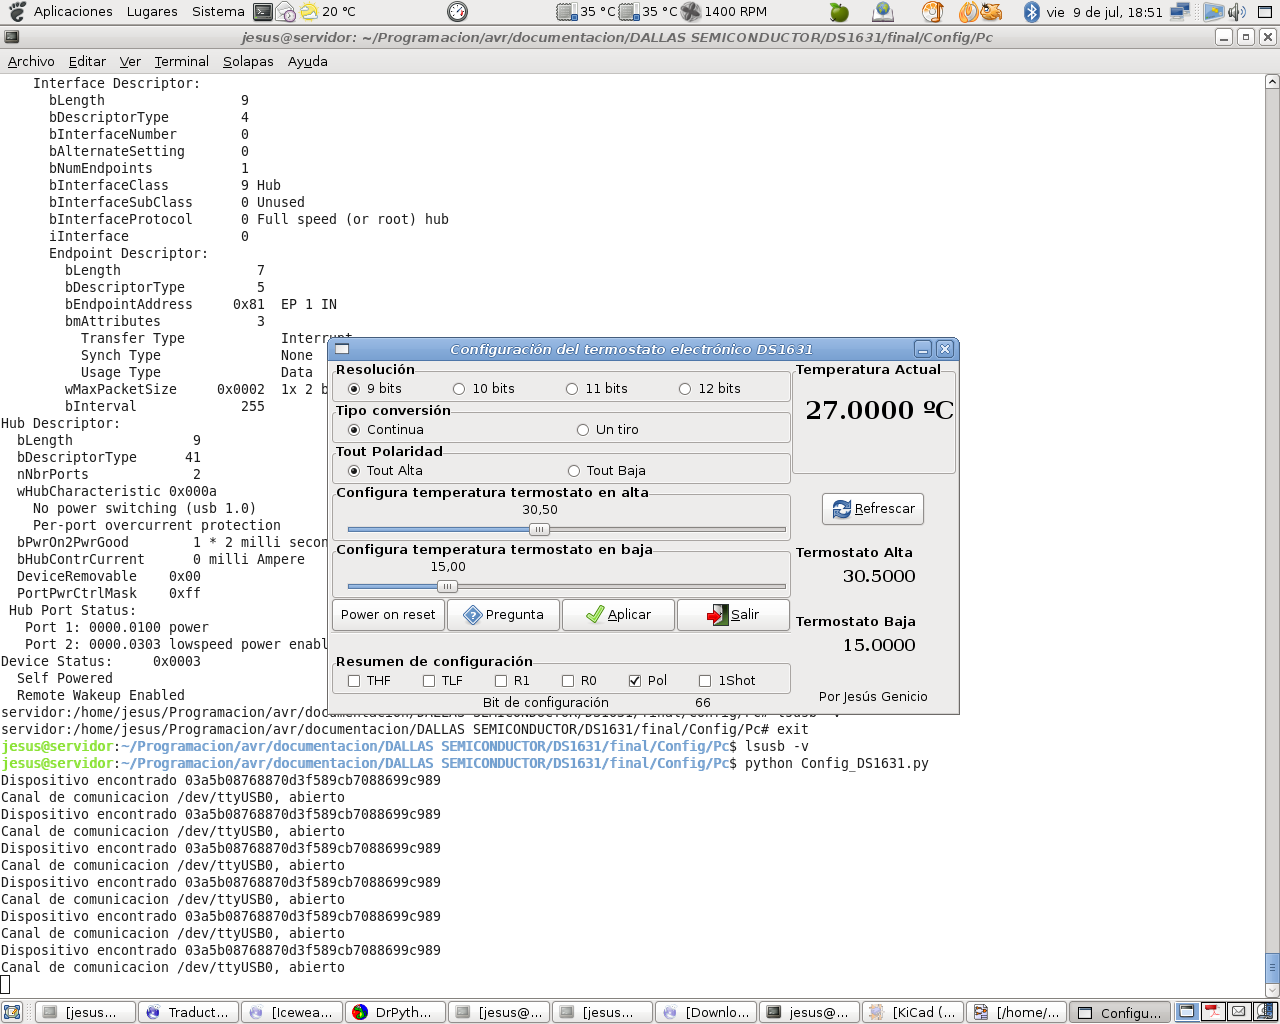 Aplicaciones Lugares Sistema 20 °C 35 °C 35 °C 1400 RPM vie 9 de jul, 18:51
jesus@servidor: ~/Programacion/avr/documentacion/DALLAS SEMICONDUCTOR/DS1631/final/Config/Pc
Archivo Editar Ver Terminal Solapas Ayuda
Interface Descriptor:
bLength 9
bDescriptorType 4
bInterfaceNumber 0
bAlternateSetting 0
bNumEndpoints 1
bInterfaceClass 9 Hub
bInterfaceSubClass 0 Unused
bInterfaceProtocol 0 Full speed (or root) hub
iInterface 0
Endpoint Descriptor:
bLength 7
bDescriptorType 5
bEndpointAddress 0x81 EP 1 IN
bmAttributes 3
Transfer Type Interrupt
Synch Type None
Usage Type Data
wMaxPacketSize 0x0002 1x 2 b
bInterval 255
Hub Descriptor:
bLength 9
bDescriptorType 41
nNbrPorts 2
wHubCharacteristic 0x000a
No power switching (usb 1.0)
Per-port overcurrent protection
bPwrOn2PwrGood 1 * 2 milli secon
bHubContrCurrent 0 milli Ampere
DeviceRemovable 0x00
PortPwrCtrlMask 0xff
Hub Port Status:
Port 1: 0000.0100 power
Port 2: 0000.0303 lowspeed power enabl
Device Status: 0x0003
Self Powered
Remote Wakeup Enabled
servidor:/home/jesus/Programacion/avr/documentacion/DALLAS SEMICONDUCTOR/DS1631/final/Config/Pc# lsusb -v
servidor:/home/jesus/Programacion/avr/documentacion/DALLAS SEMICONDUCTOR/DS1631/final/Config/Pc# exit
jesus@servidor:~/Programacion/avr/documentacion/DALLAS SEMICONDUCTOR/DS1631/final/Config/Pc$ lsusb -v
jesus@servidor:~/Programacion/avr/documentacion/DALLAS SEMICONDUCTOR/DS1631/final/Config/Pc$ python Config_DS1631.py
Dispositivo encontrado 03a5b08768870d3f589cb7088699c989
Canal de comunicacion /dev/ttyUSB0, abierto
Dispositivo encontrado 03a5b08768870d3f589cb7088699c989
Canal de comunicacion /dev/ttyUSB0, abierto
Dispositivo encontrado 03a5b08768870d3f589cb7088699c989
Canal de comunicacion /dev/ttyUSB0, abierto
Dispositivo encontrado 03a5b08768870d3f589cb7088699c989
Canal de comunicacion /dev/ttyUSB0, abierto
Dispositivo encontrado 03a5b08768870d3f589cb7088699c989
Canal de comunicacion /dev/ttyUSB0, abierto
Dispositivo encontrado 03a5b08768870d3f589cb7088699c989
Canal de comunicacion /dev/ttyUSB0, abierto
Configuración del termostato electrónico DS1631
Resolución
9 bits 10 bits 11 bits 12 bits
Tipo conversión
Continua Un tiro
Tout Polaridad
Tout Alta Tout Baja
Configura temperatura termostato en alta
30,50
Configura temperatura termostato en baja
15,00
Power on reset Pregunta Aplicar Salir
Resumen de configuración
THF TLF R1 R0 Pol 1Shot
Bit de configuración 66
Temperatura Actual
27.0000 ºC
Refrescar
Termostato Alta
30.5000
Termostato Baja
15.0000
Por Jesús Genicio
[jesus... Traduct... [Icewea... DrPyth... [jesus@... [jesus... [Downlo... jesus@... [KiCad (... [/home/... Configu...